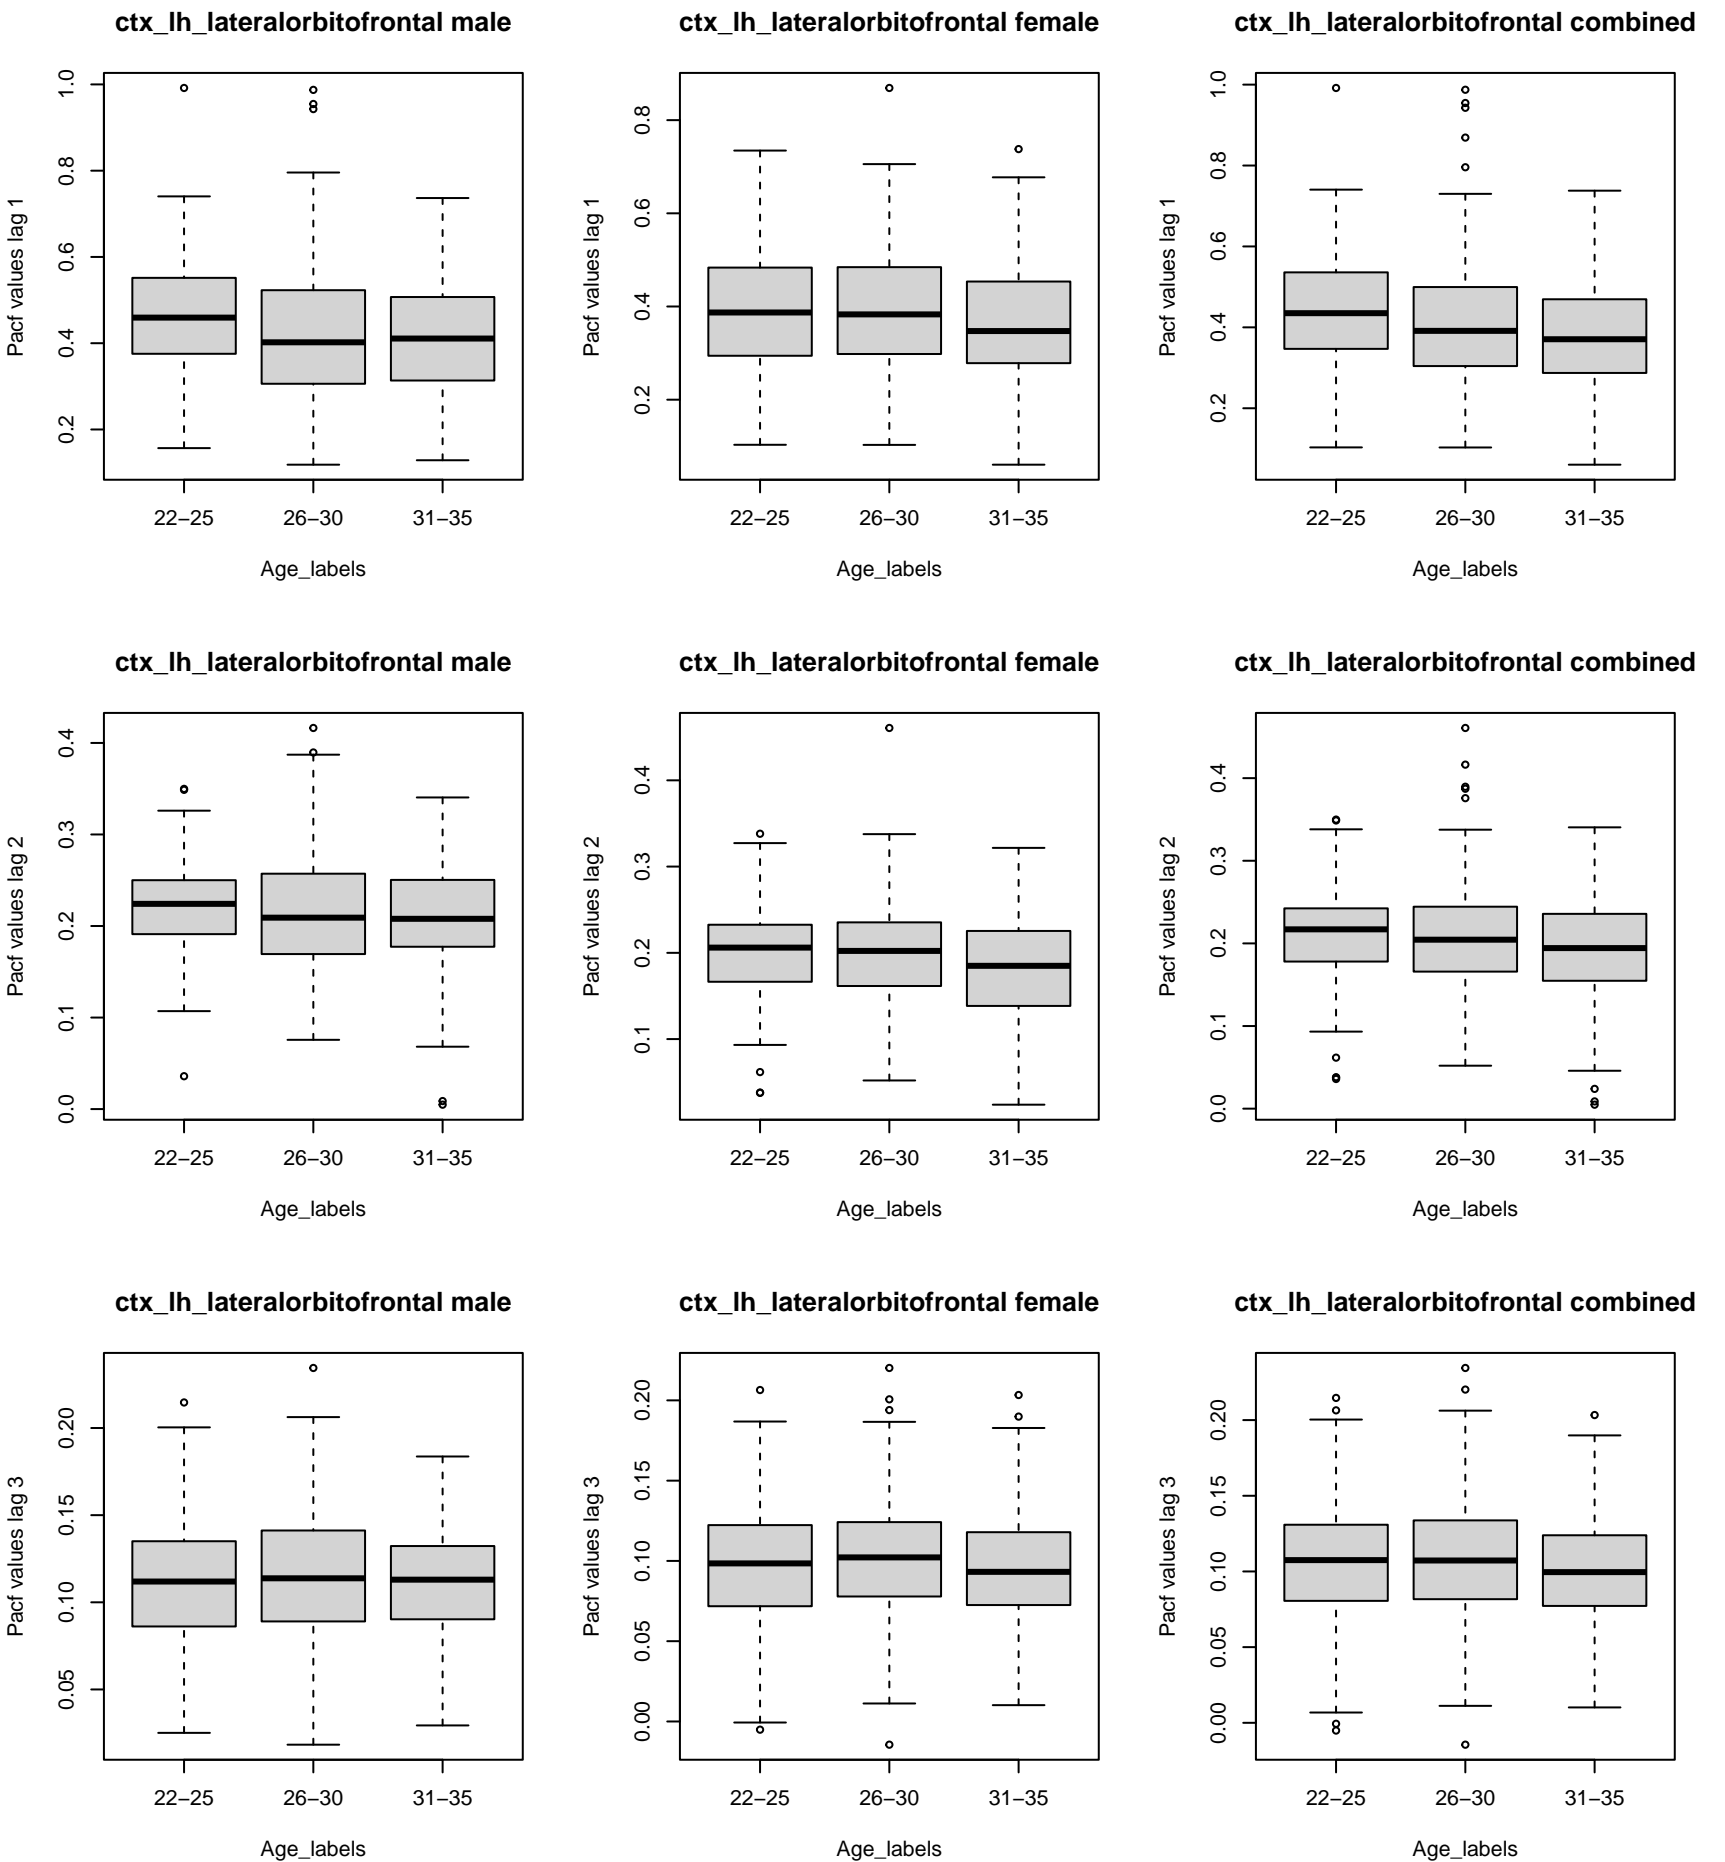 ctx_lh_lateralorbitofrontal male
Pacf values lag 1
1.0
0.8
0.6
0.4
0.2
22−25 26−30 31−35
Age_labels
ctx_lh_lateralorbitofrontal female
Pacf values lag 1
0.8
0.6
0.4
0.2
22−25 26−30 31−35
Age_labels
ctx_lh_lateralorbitofrontal combined
Pacf values lag 1
1.0
0.8
0.6
0.4
0.2
22−25 26−30 31−35
Age_labels
ctx_lh_lateralorbitofrontal male
Pacf values lag 2
0.4
0.3
0.2
0.1
0.0
22−25 26−30 31−35
Age_labels
ctx_lh_lateralorbitofrontal female
Pacf values lag 2
0.4
0.3
0.2
0.1
22−25 26−30 31−35
Age_labels
ctx_lh_lateralorbitofrontal combined
Pacf values lag 2
0.4
0.3
0.2
0.1
0.0
22−25 26−30 31−35
Age_labels
ctx_lh_lateralorbitofrontal male
Pacf values lag 3
0.20
0.15
0.10
0.05
22−25 26−30 31−35
Age_labels
ctx_lh_lateralorbitofrontal female
Pacf values lag 3
0.20
0.15
0.10
0.05
0.00
22−25 26−30 31−35
Age_labels
ctx_lh_lateralorbitofrontal combined
Pacf values lag 3
0.20
0.15
0.10
0.05
0.00
22−25 26−30 31−35
Age_labels